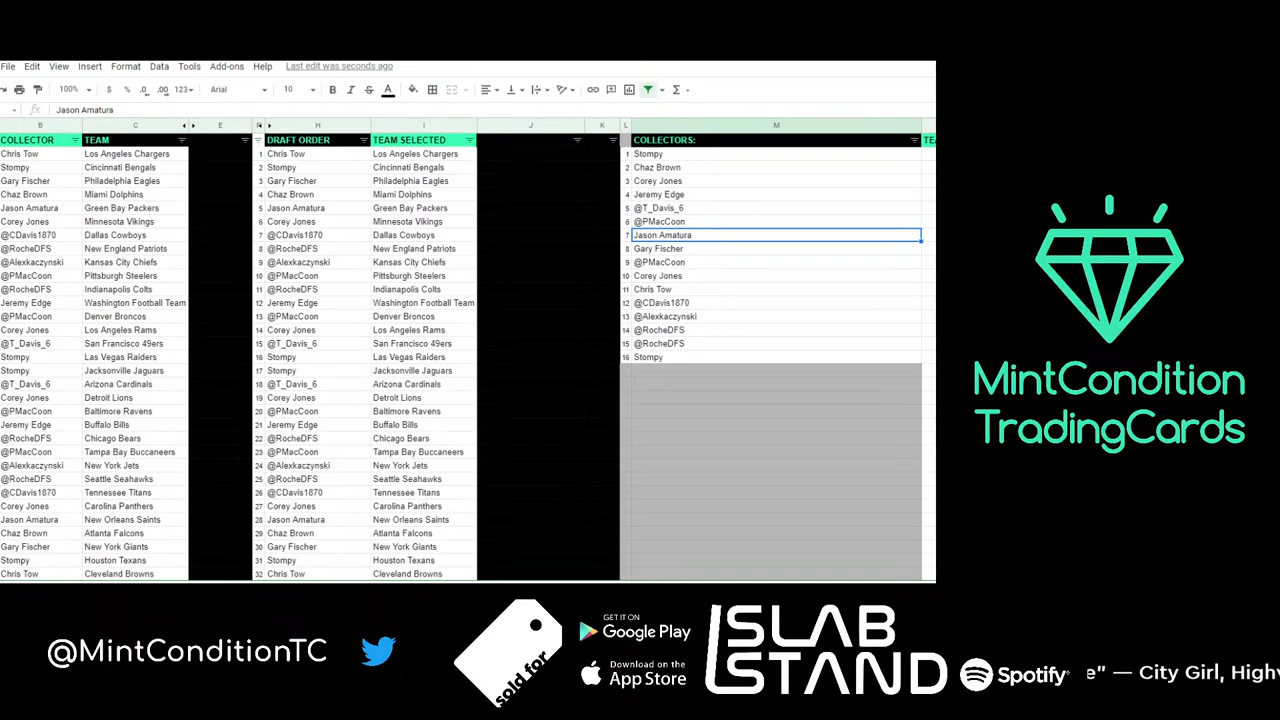 File Edit View Insert Format Data Tools Add-ons Help Last edit was seconds ago
100% $ % .0 .00 123 Arial 10 B I S A Σ
fx Jason Amatura
B C E H I J K L M
COLLECTOR TEAM DRAFT ORDER TEAM SELECTED COLLECTORS: TE
Chris Tow Los Angeles Chargers 1 Chris Tow Los Angeles Chargers 1 Stompy
Stompy Cincinnati Bengals 2 Stompy Cincinnati Bengals 2 Chaz Brown
Gary Fischer Philadelphia Eagles 3 Gary Fischer Philadelphia Eagles 3 Corey Jones
Chaz Brown Miami Dolphins 4 Chaz Brown Miami Dolphins 4 Jeremy Edge
Jason Amatura Green Bay Packers 5 Jason Amatura Green Bay Packers 5 @T_Davis_6
Corey Jones Minnesota Vikings 6 Corey Jones Minnesota Vikings 6 @PMacCoon
@CDavis1870 Dallas Cowboys 7 @CDavis1870 Dallas Cowboys 7 Jason Amatura
@RocheDFS New England Patriots 8 @RocheDFS New England Patriots 8 Gary Fischer
@Alexkaczynski Kansas City Chiefs 9 @Alexkaczynski Kansas City Chiefs 9 @PMacCoon
@PMacCoon Pittsburgh Steelers 10 @PMacCoon Pittsburgh Steelers 10 Corey Jones
@RocheDFS Indianapolis Colts 11 @RocheDFS Indianapolis Colts 11 Chris Tow
Jeremy Edge Washington Football Team 12 Jeremy Edge Washington Football Team 12 @CDavis1870
@PMacCoon Denver Broncos 13 @PMacCoon Denver Broncos 13 @Alexkaczynski
Corey Jones Los Angeles Rams 14 Corey Jones Los Angeles Rams 14 @RocheDFS
@T_Davis_6 San Francisco 49ers 15 @T_Davis_6 San Francisco 49ers 15 @RocheDFS
Stompy Las Vegas Raiders 16 Stompy Las Vegas Raiders 16 Stompy
Stompy Jacksonville Jaguars 17 Stompy Jacksonville Jaguars
@T_Davis_6 Arizona Cardinals 18 @T_Davis_6 Arizona Cardinals
Corey Jones Detroit Lions 19 Corey Jones Detroit Lions
@PMacCoon Baltimore Ravens 20 @PMacCoon Baltimore Ravens
Jeremy Edge Buffalo Bills 21 Jeremy Edge Buffalo Bills
@RocheDFS Chicago Bears 22 @RocheDFS Chicago Bears
@PMacCoon Tampa Bay Buccaneers 23 @PMacCoon Tampa Bay Buccaneers
@Alexkaczynski New York Jets 24 @Alexkaczynski New York Jets
@RocheDFS Seattle Seahawks 25 @RocheDFS Seattle Seahawks
@CDavis1870 Tennessee Titans 26 @CDavis1870 Tennessee Titans
Corey Jones Carolina Panthers 27 Corey Jones Carolina Panthers
Jason Amatura New Orleans Saints 28 Jason Amatura New Orleans Saints
Chaz Brown Atlanta Falcons 29 Chaz Brown Atlanta Falcons
Gary Fischer New York Giants 30 Gary Fischer New York Giants
Stompy Houston Texans 31 Stompy Houston Texans
Chris Tow Cleveland Browns 32 Chris Tow Cleveland Browns
MintCondition
TradingCards
@MintConditionTC
sold for
GET IT ON
Google Play
Download on the
App Store
SLAB
STAND
Spotify
e” — City Girl, High